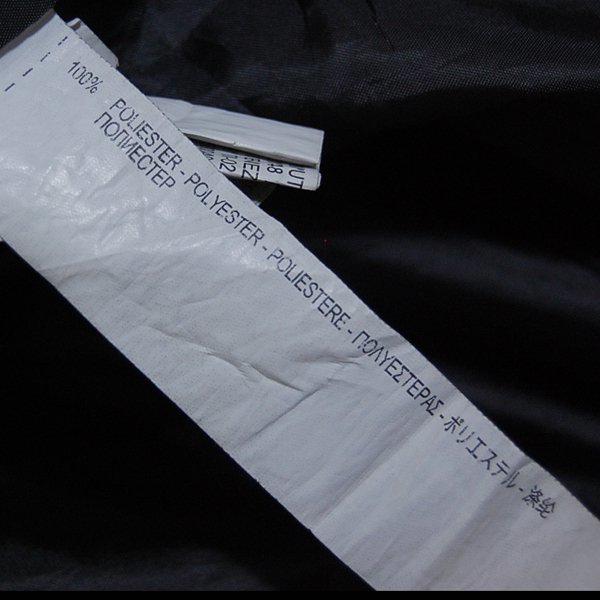 100% POLIESTER - POLYESTER - POLIESTERE - ΠΟΛΥΕΣΤΕΡΑΣ - ポリエステル - 涤纶
ПОЛИЕСТЕР